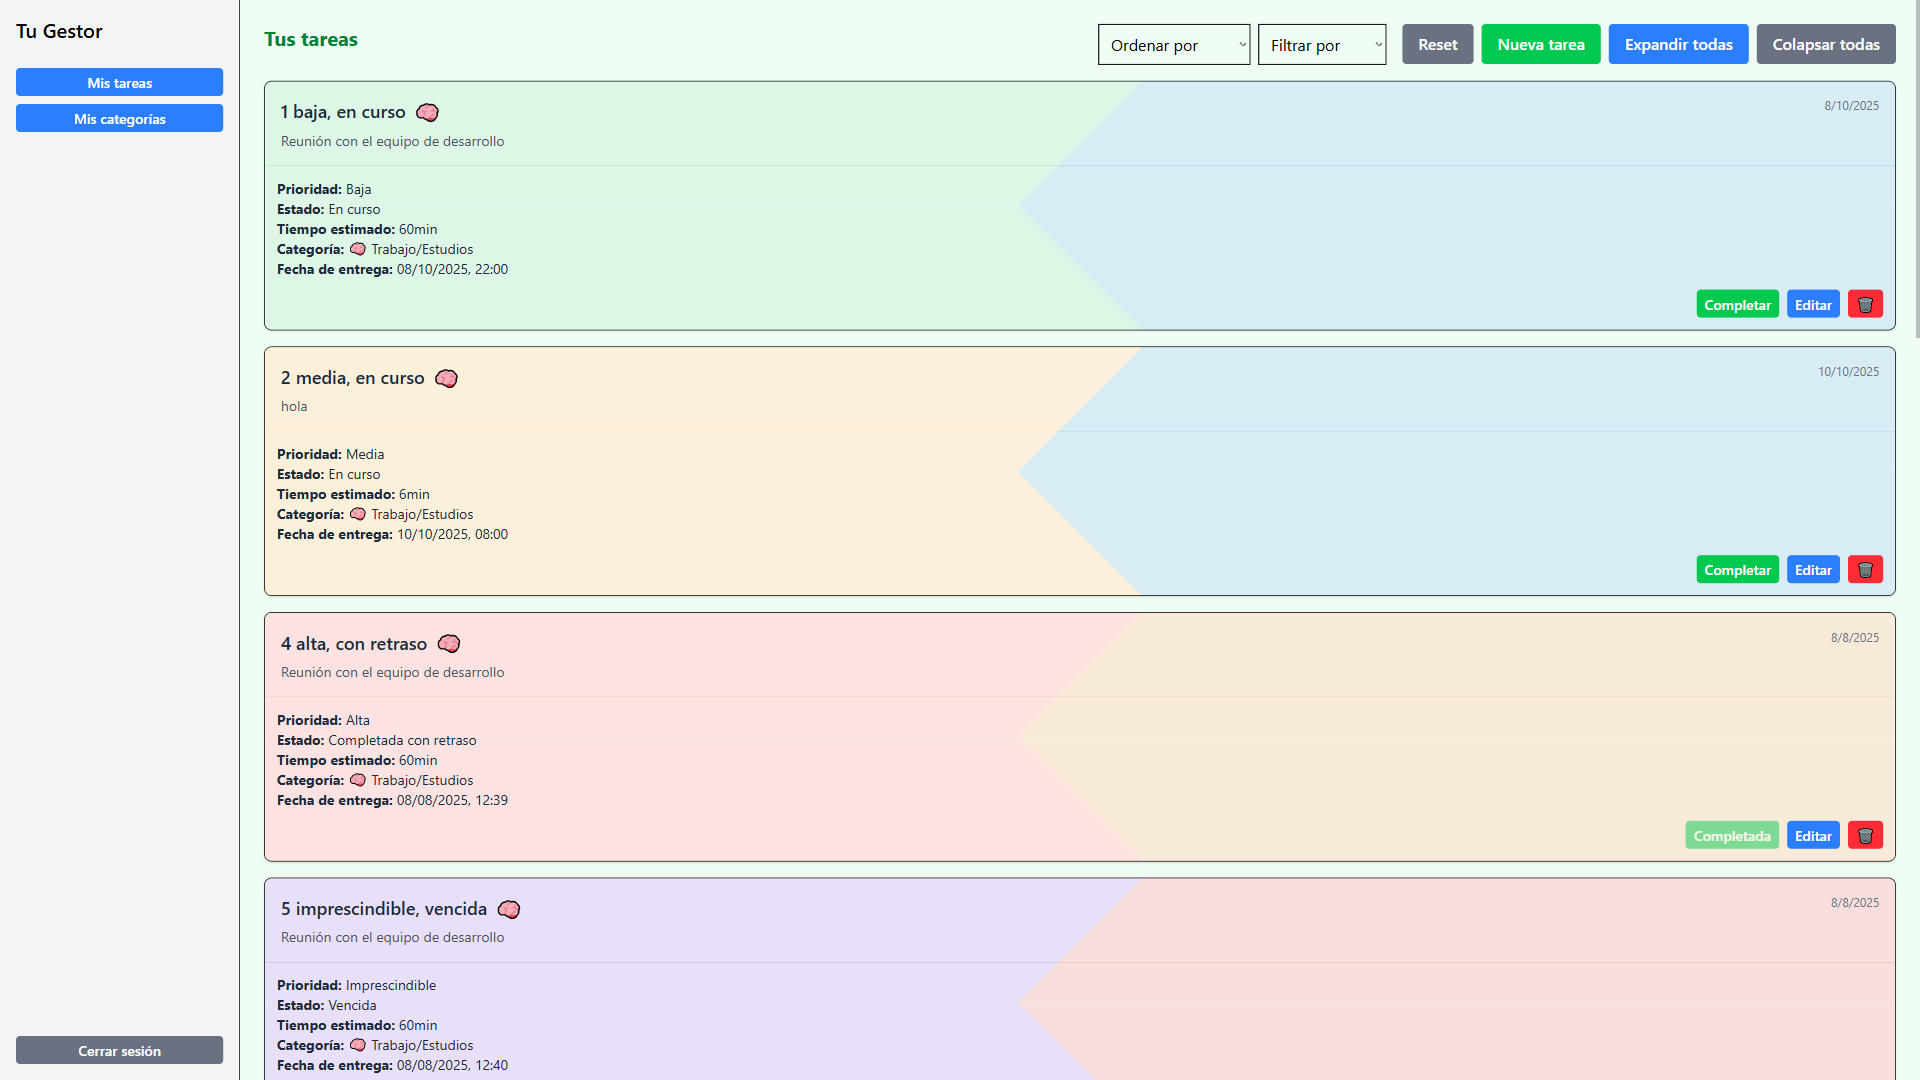 Tu Gestor
Mis tareas
Mis categorías
Cerrar sesión
Tus tareas
Ordenar por
Filtrar por
Reset
Nueva tarea
Expandir todas
Colapsar todas
1 baja, en curso
8/10/2025
Reunión con el equipo de desarrollo
Prioridad: Baja
Estado: En curso
Tiempo estimado: 60min
Categoría: 🧠 Trabajo/Estudios
Fecha de entrega: 08/10/2025, 22:00
Completar
Editar
2 media, en curso
10/10/2025
hola
Prioridad: Media
Estado: En curso
Tiempo estimado: 6min
Categoría: 🧠 Trabajo/Estudios
Fecha de entrega: 10/10/2025, 08:00
Completar
Editar
4 alta, con retraso
8/8/2025
Reunión con el equipo de desarrollo
Prioridad: Alta
Estado: Completada con retraso
Tiempo estimado: 60min
Categoría: 🧠 Trabajo/Estudios
Fecha de entrega: 08/08/2025, 12:39
Completada
Editar
5 imprescindible, vencida
8/8/2025
Reunión con el equipo de desarrollo
Prioridad: Imprescindible
Estado: Vencida
Tiempo estimado: 60min
Categoría: 🧠 Trabajo/Estudios
Fecha de entrega: 08/08/2025, 12:40